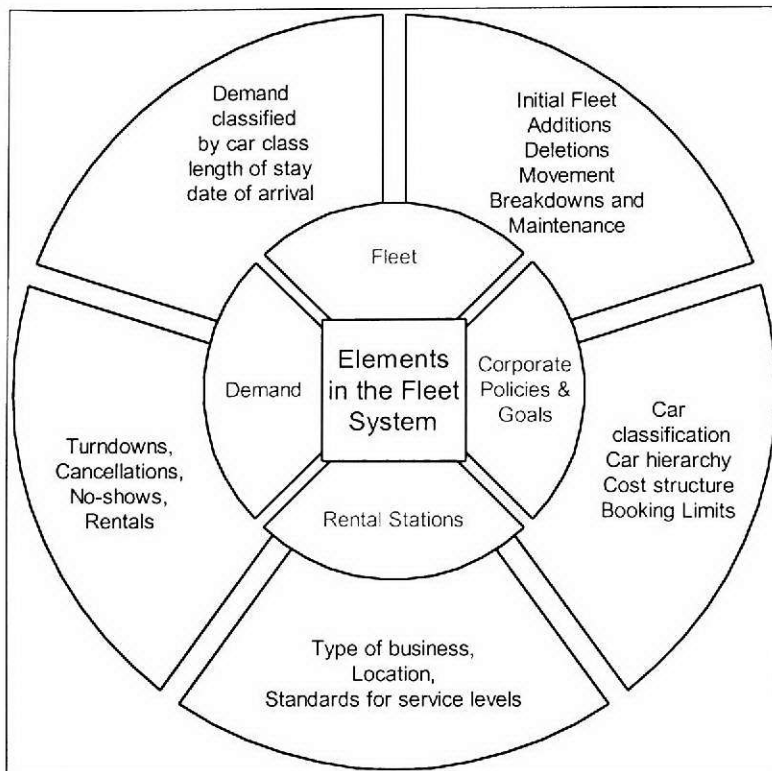 Demand
classified
by car class
length of stay
date of arrival
Initial Fleet
Additions
Deletions
Movement
Breakdowns and
Maintenance
Fleet
Demand
Elements
in the Fleet
System
Corporate
Policies &
Goals
Rental Stations
Turndowns,
Cancellations,
No-shows,
Rentals
Car
classification
Car hierarchy
Cost structure
Booking Limits
Type of business,
Location,
Standards for service levels